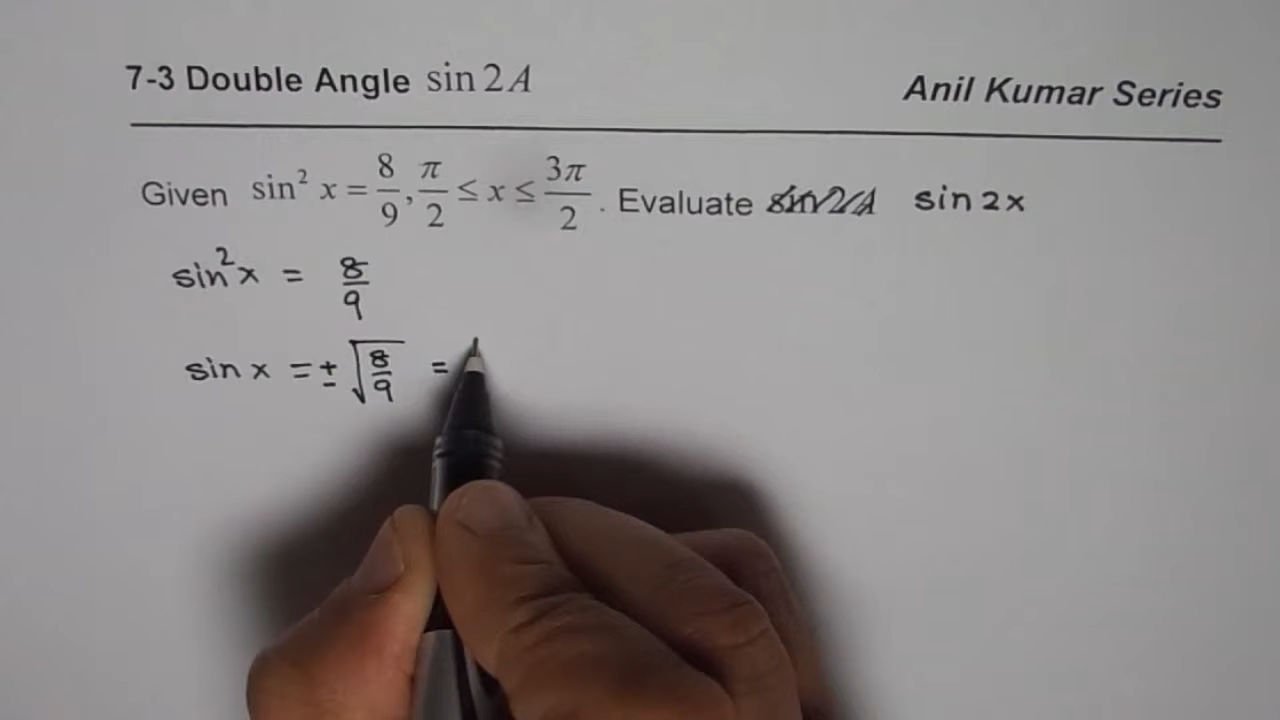 7-3 Double Angle sin 2A
Anil Kumar Series
Given sin² x = 8/9, π/2 ≤ x ≤ 3π/2. Evaluate sin 2x
sin²x = 8/9
sin x = ± √(8/9) =